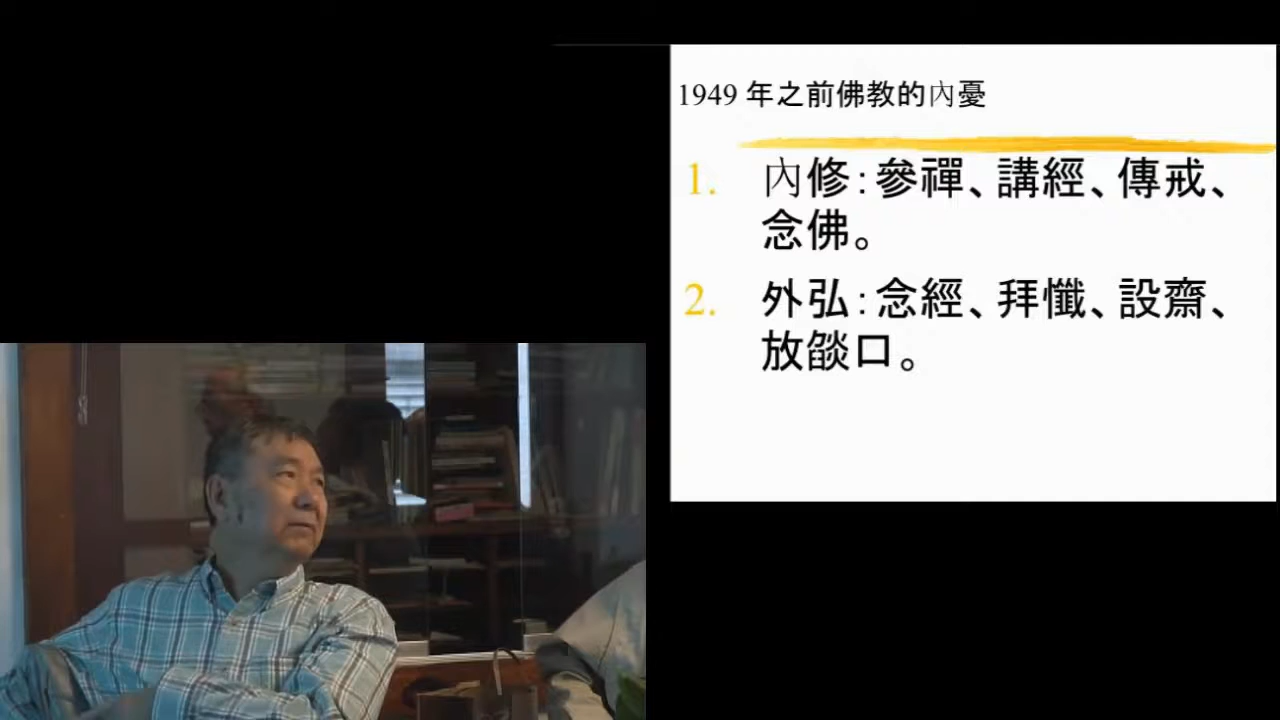 1949 年之前佛教的內憂
1. 內修:參禪、講經、傳戒、
念佛。
2. 外弘:念經、拜懺、設齋、
放燄口。